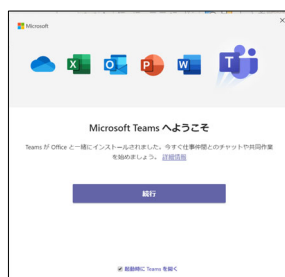 Microsoft
Microsoft Teams へようこそ
Teams が Office と一緒にインストールされました。今すぐ仕事仲間とのチャットや共同作業
を始めましょう。 詳細情報
続行
起動時に Teams を開く